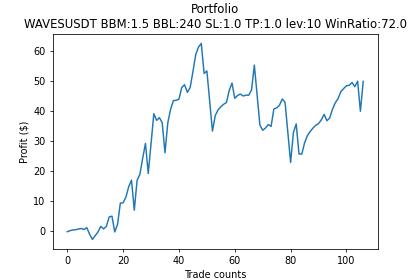 Portfolio
WAVESUSDT BBM:1.5 BBL:240 SL:1.0 TP:1.0 lev:10 WinRatio:72.0
60
50
40
30
20
10
0
Profit ($)
0 20 40 60 80 100
Trade counts